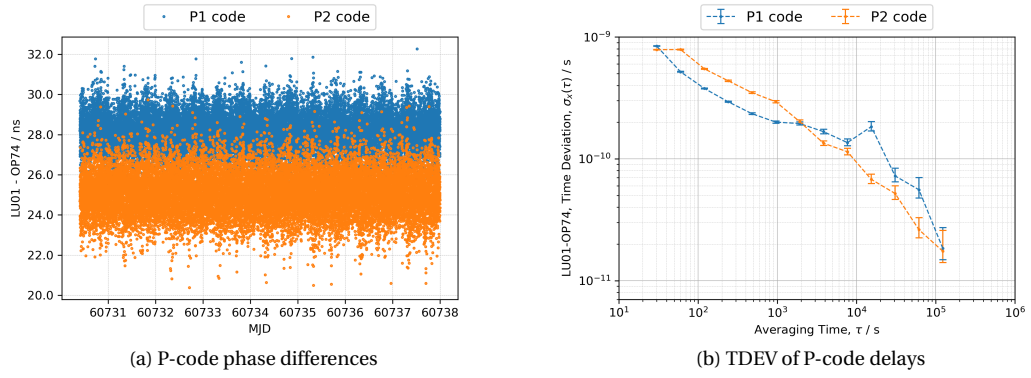 P1 code P2 code
32.0
30.0
28.0
26.0
24.0
22.0
20.0
LU01 - OP74 / ns
60731 60732 60733 60734 60735 60736 60737 60738
MJD
(a) P-code phase differences
P1 code P2 code
10⁻⁹
10⁻¹⁰
10⁻¹¹
LU01-OP74, Time Deviation, σₓ(τ) / s
10¹ 10² 10³ 10⁴ 10⁵ 10⁶
Averaging Time, τ / s
(b) TDEV of P-code delays